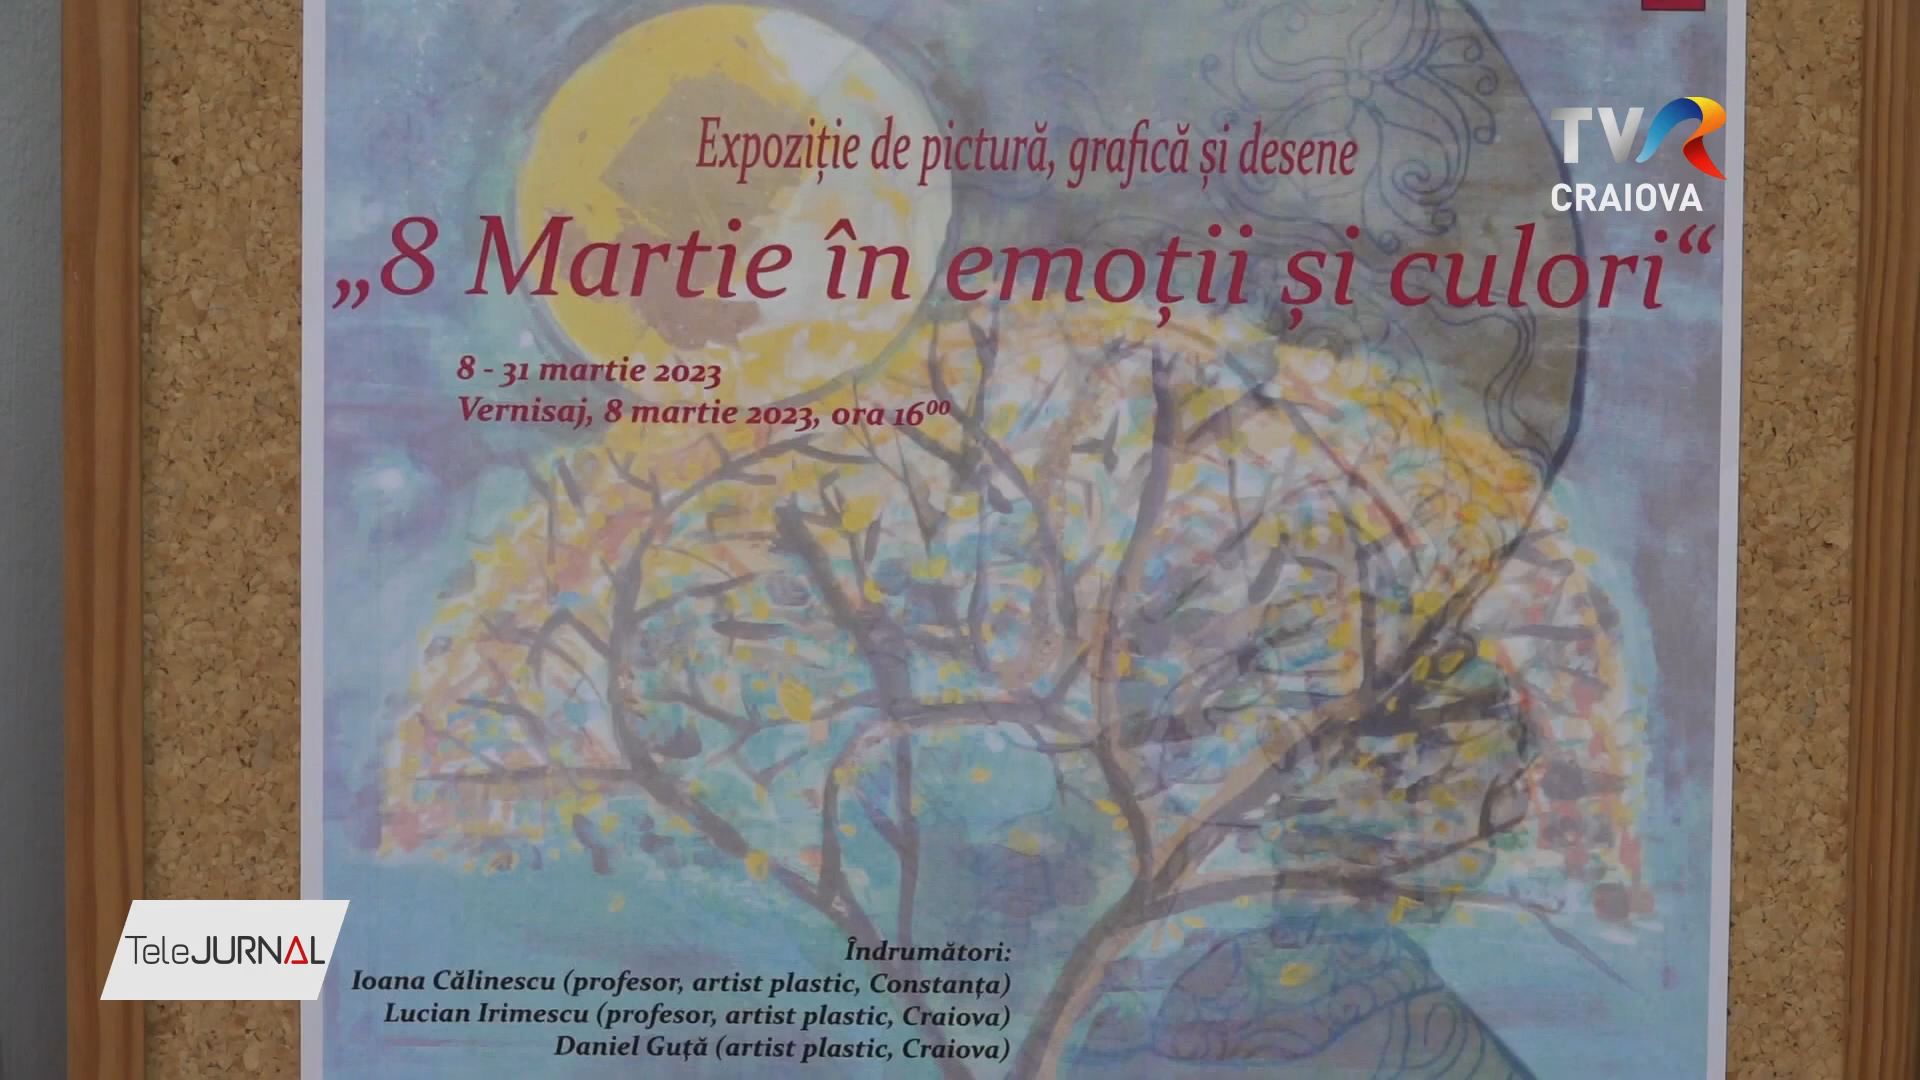 Expoziție de pictură, grafică și desene
TVR
CRAIOVA
„8 Martie în emoții și culori“
8 - 31 martie 2023
Vernisaj, 8 martie 2023, ora 16⁰⁰
Îndrumători:
Ioana Călinescu (profesor, artist plastic, Constanța)
Lucian Irimescu (profesor, artist plastic, Craiova)
Daniel Guță (artist plastic, Craiova)
TeleJURNAL